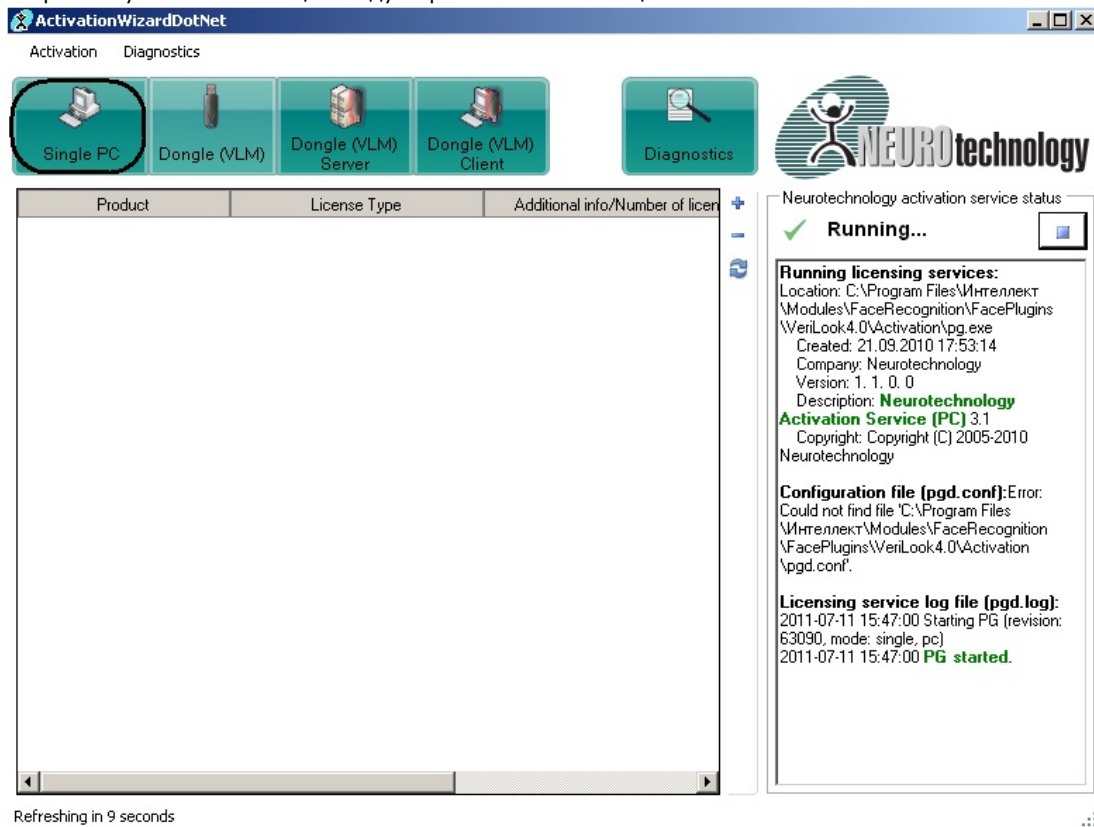 ActivationWizardDotNet
Activation Diagnostics
Single PC
Dongle (VLM)
Dongle (VLM)
Server
Dongle (VLM)
Client
Diagnostics
NEUROtechnology
Product License Type Additional info/Number of licen
Neurotechnology activation service status
Running...
Running licensing services:
Location: C:\Program Files\Интеллект
\Modules\FaceRecognition\FacePlugins
\VeriLook4.0\Activation\pg.exe
Created: 21.09.2010 17:53:14
Company: Neurotechnology
Version: 1. 1. 0. 0
Description: Neurotechnology
Activation Service (PC) 3.1
Copyright: Copyright (C) 2005-2010
Neurotechnology
Configuration file (pgd.conf):Error:
Could not find file 'C:\Program Files
\Интеллект\Modules\FaceRecognition
\FacePlugins\VeriLook4.0\Activation
\pgd.conf'.
Licensing service log file (pgd.log):
2011-07-11 15:47:00 Starting PG (revision:
63090, mode: single, pc)
2011-07-11 15:47:00 PG started.
Refreshing in 9 seconds